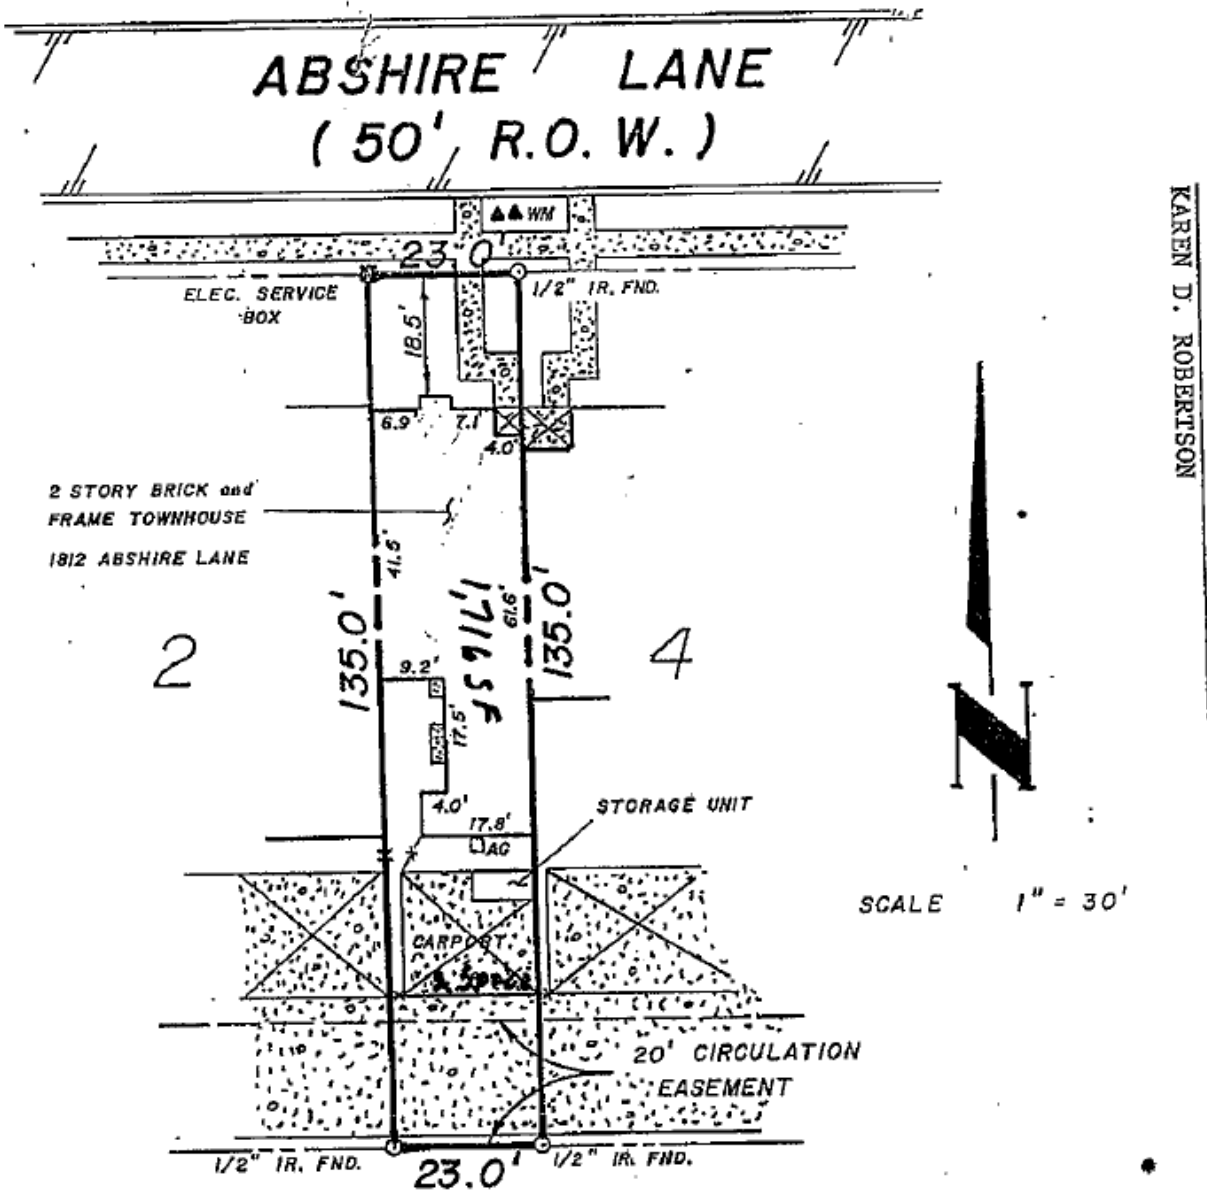 ABSHIRE LANE
(50' R.O.W.)
WM
23.0'
ELEC. SERVICE
BOX
1/2" IR. FND.
18.5'
6.9'
7.1'
4.0'
2 STORY BRICK and
FRAME TOWNHOUSE
1812 ABSHIRE LANE
41.5'
135.0'
1,716 SF
61.6'
135.0'
2
4
9.2'
17.5'
4.0'
17.8'
AC
STORAGE UNIT
CARPORT
20' CIRCULATION
EASEMENT
1/2" IR. FND.
23.0'
1/2" IR. FND.
N
SCALE 1" = 30'
KAREN D. ROBERTSON